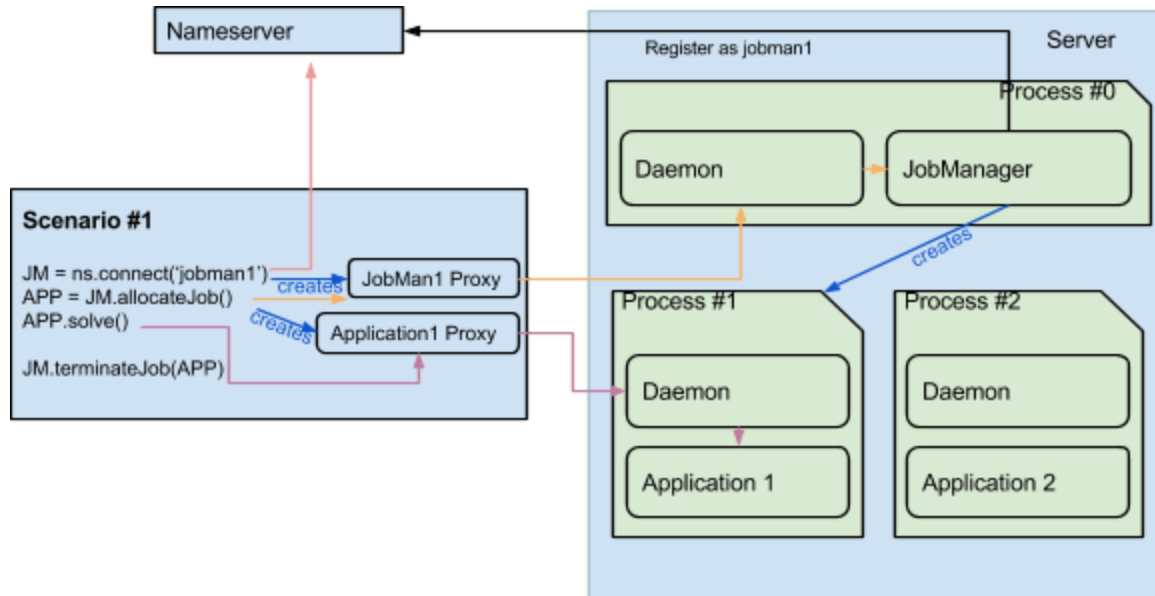 Nameserver
Register as jobman1
Server
Process #0
Daemon
JobManager
creates
Scenario #1
JM = ns.connect('jobman1')
APP = JM.allocateJob()
APP.solve()
JM.terminateJob(APP)
creates
creates
JobMan1 Proxy
Application1 Proxy
Process #1
Daemon
Application 1
Process #2
Daemon
Application 2